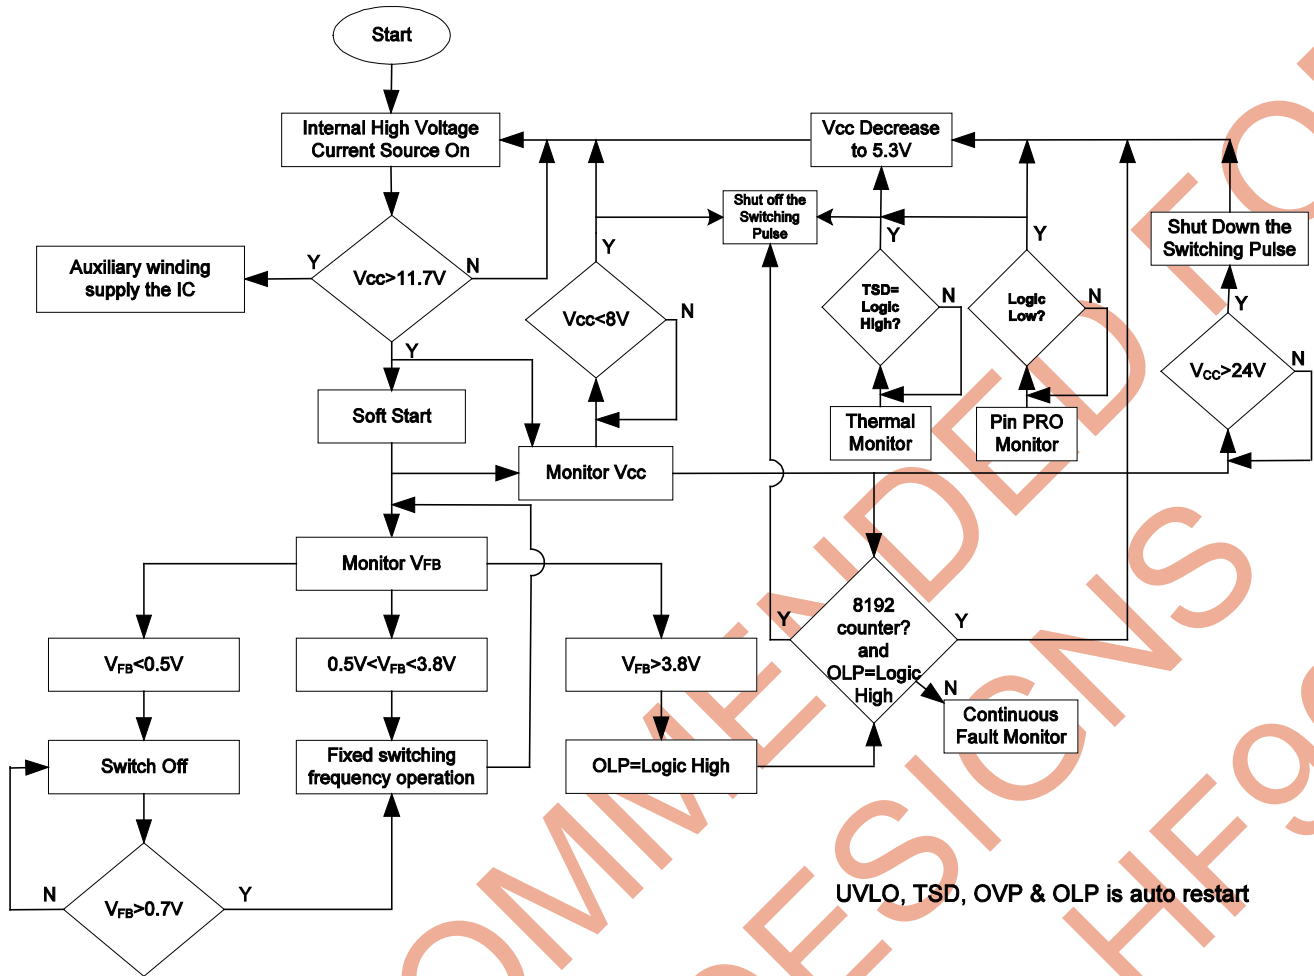 Start
Internal High Voltage
Current Source On
Vcc Decrease
to 5.3V
Shut off the
Switching
Pulse
Shut Down the
Switching Pulse
Auxiliary winding
supply the IC
Y
Vcc>11.7V
N
Y
Y
Vcc<8V
N
Y
TSD=
Logic
High?
N
Y
Logic
Low?
N
Y
VCC>24V
N
Soft Start
Thermal
Monitor
Pin PRO
Monitor
Monitor Vcc
Monitor VFB
Y
8192
counter?
and
OLP=Logic
High
Y
N
Continuous
Fault Monitor
VFB<0.5V
0.5V<VFB<3.8V
VFB>3.8V
Switch Off
Fixed switching
frequency operation
OLP=Logic High
N
VFB>0.7V
Y
UVLO, TSD, OVP & OLP is auto restart
OMMENDED FO
DESIGNS
HF9